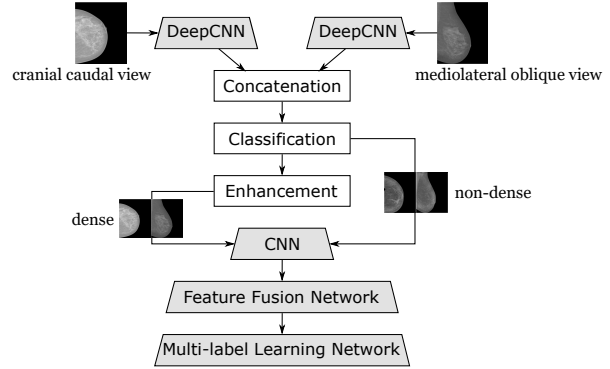 DeepCNN
DeepCNN
cranial caudal view
mediolateral oblique view
Concatenation
Classification
Enhancement
non-dense
dense
CNN
Feature Fusion Network
Multi-label Learning Network